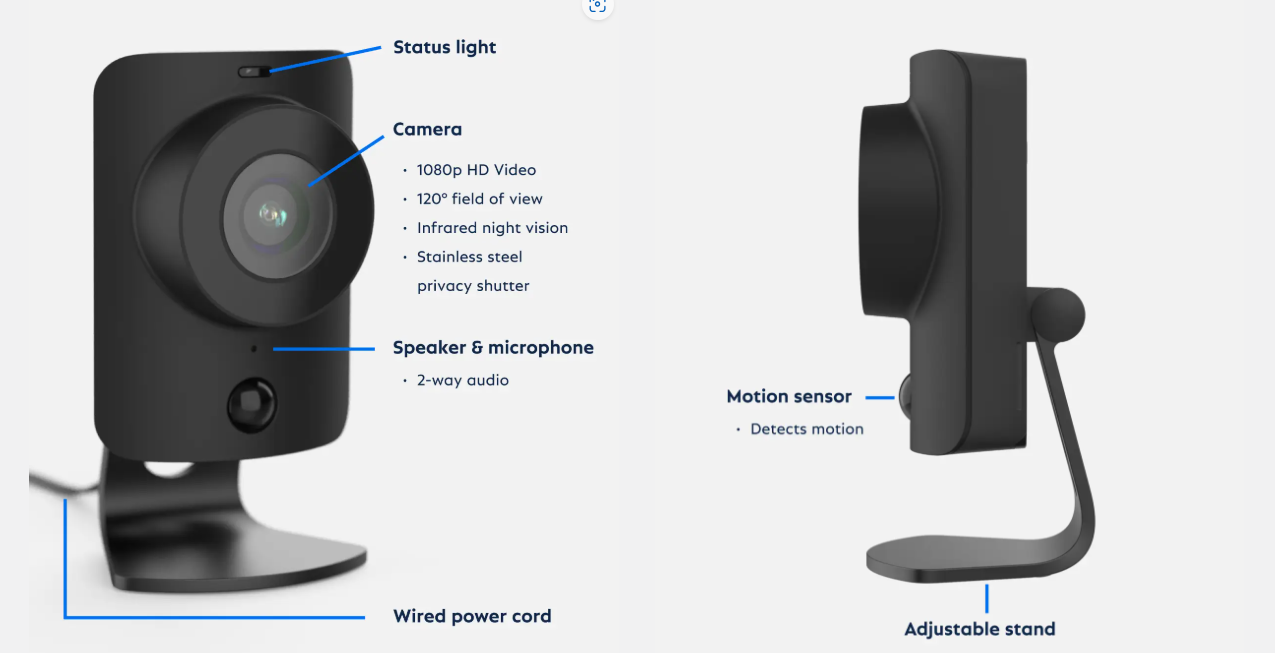 Status light
Camera
· 1080p HD Video
· 120° field of view
· Infrared night vision
· Stainless steel
privacy shutter
Speaker & microphone
· 2-way audio
Wired power cord
Motion sensor
· Detects motion
Adjustable stand